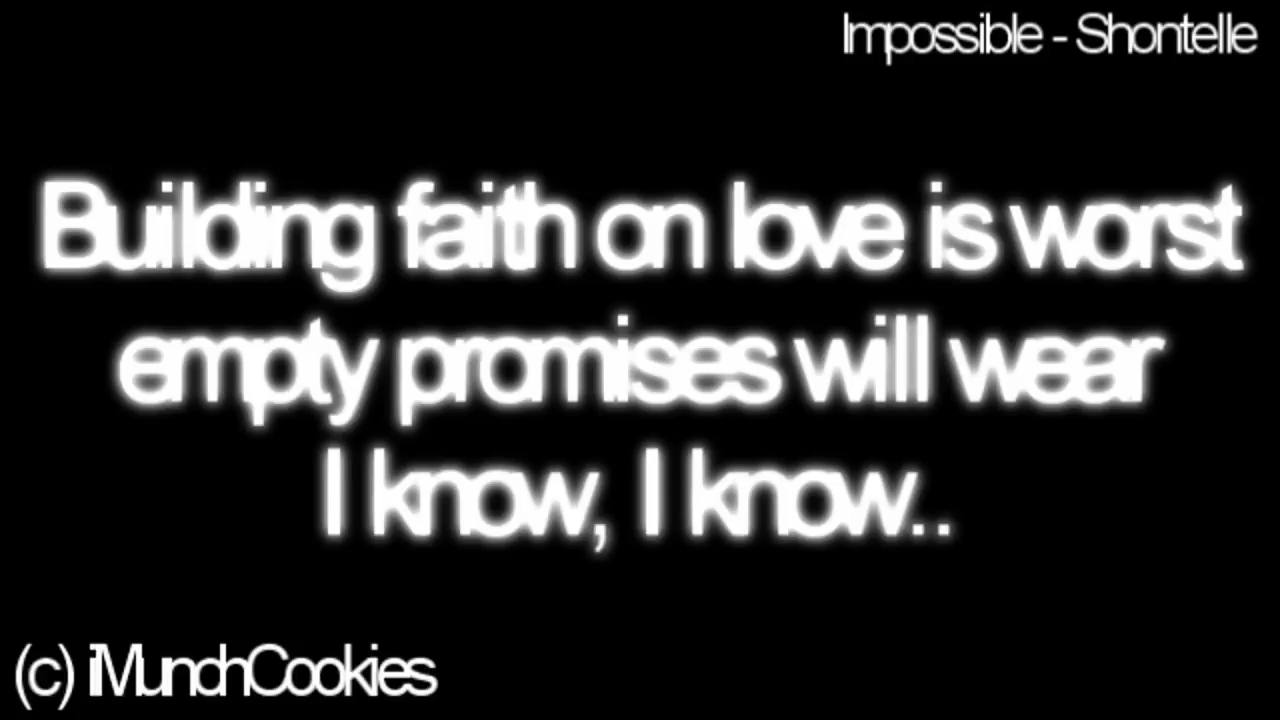 Impossible - Shontelle
Building faith on love is worst
empty promises will wear
I know, I know..
(c) iMunchCookies